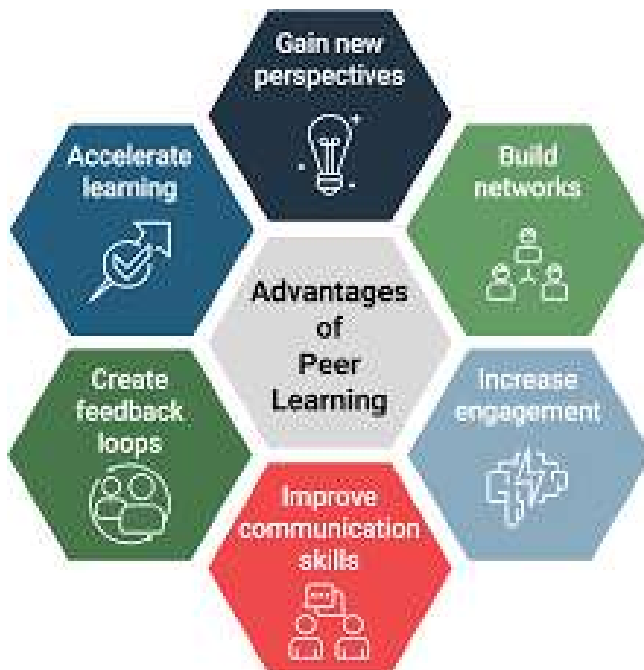 Gain new
perspectives
Accelerate
learning
Build
networks
Advantages
of
Peer
Learning
Create
feedback
loops
Increase
engagement
Improve
communication
skills